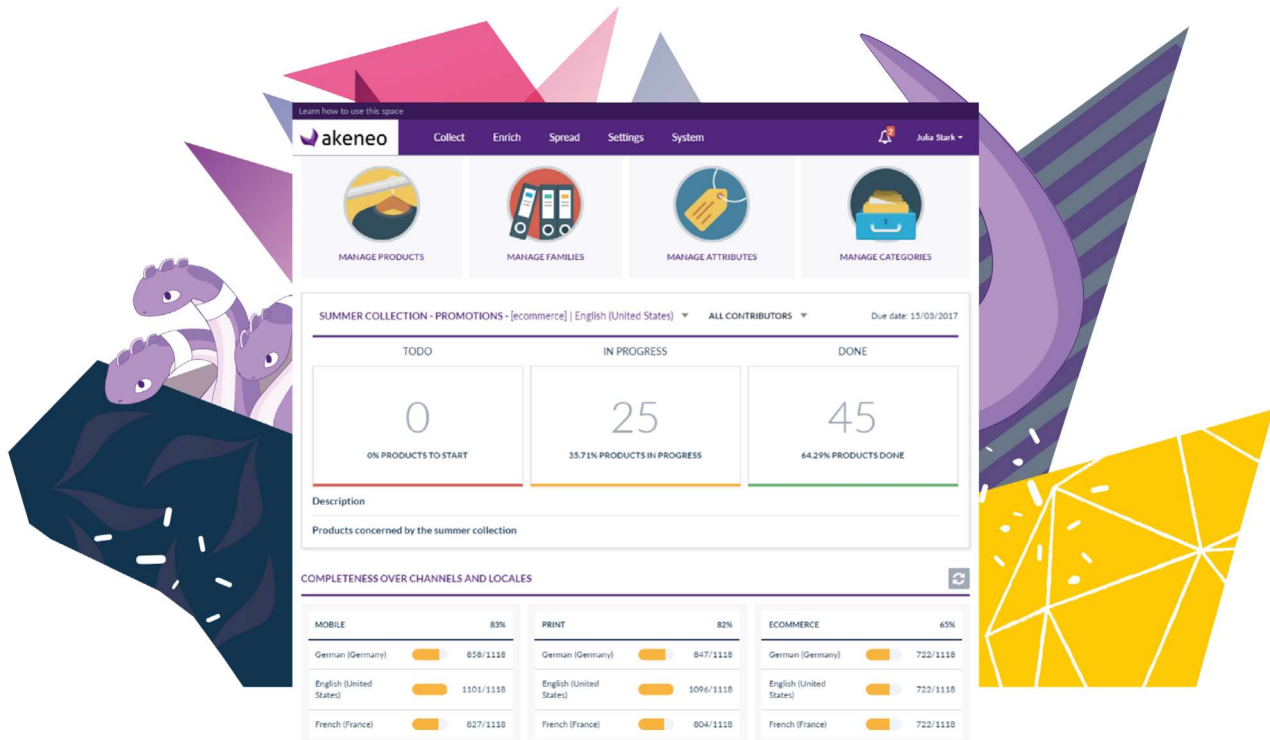 Learn how to use this space
akeneo Collect Enrich Spread Settings System 2 Julia Stark
MANAGE PRODUCTS MANAGE FAMILIES MANAGE ATTRIBUTES MANAGE CATEGORIES
SUMMER COLLECTION - PROMOTIONS - [ecommerce] | English (United States) ALL CONTRIBUTORS Due date: 15/03/2017
TODO IN PROGRESS DONE
0 25 45
0% PRODUCTS TO START 35.71% PRODUCTS IN PROGRESS 64.29% PRODUCTS DONE
Description
Products concerned by the summer collection
COMPLETENESS OVER CHANNELS AND LOCALES
MOBILE 83% PRINT 82% ECOMMERCE 65%
German (Germany) 858/1118 German (Germany) 847/1118 German (Germany) 722/1118
English (United States) 1101/1118 English (United States) 1096/1118 English (United States) 722/1118
French (France) 827/1118 French (France) 804/1118 French (France) 722/1118